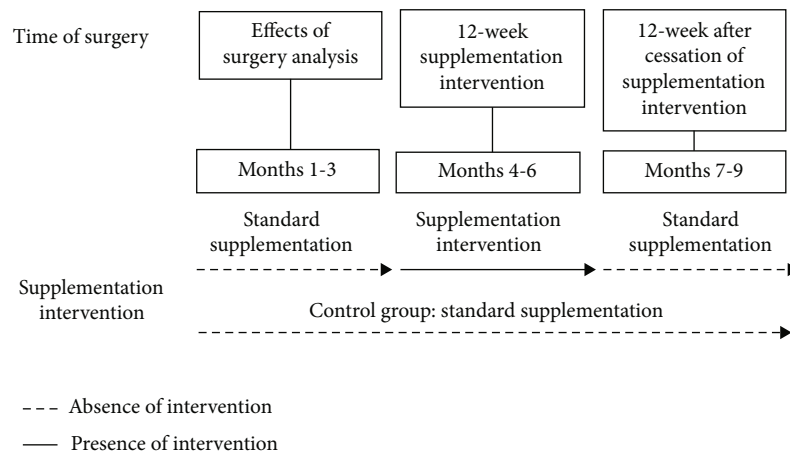 Time of surgery
Effects of
surgery analysis
12-week
supplementation
intervention
12-week after
cessation of
supplementation
intervention
Months 1-3
Months 4-6
Months 7-9
Standard
supplementation
Supplementation
intervention
Standard
supplementation
Supplementation
intervention
Control group: standard supplementation
Absence of intervention
Presence of intervention